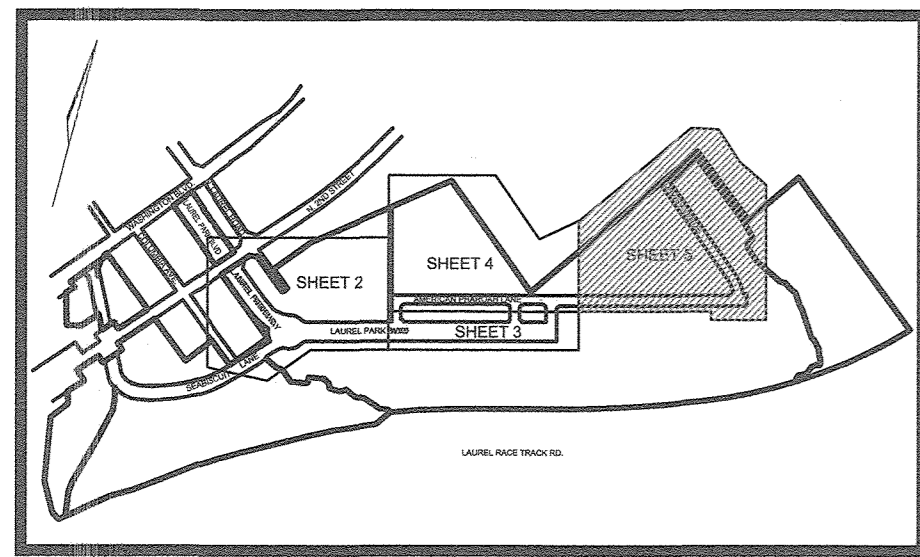 WASHINGTON BLVD.
LAUREL PARK BLVD
N. 2ND STREET
SHEET 2
SHEET 4
SHEET 5
AMERICAN PHAROAH LANE
LAUREL PARK
SHEET 3
SEABISCUIT LANE
LAUREL RACE TRACK RD.